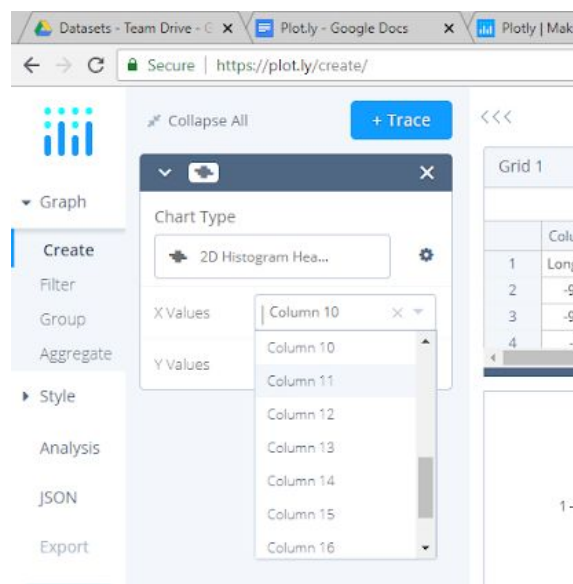 Datasets - Team Drive - G
Plot.ly - Google Docs
Plotly | Mak
Secure | https://plot.ly/create/
Collapse All
+ Trace
<<<
Grid 1
Graph
Chart Type
Colu
Create
2D Histogram Hea...
1 Long
Filter
2 -9
Group
X Values
Column 10
3 -9
Aggregate
Y Values
Column 10
4 -
Column 11
Style
Column 12
Analysis
Column 13
Column 14
JSON
Column 15
1-
Export
Column 16